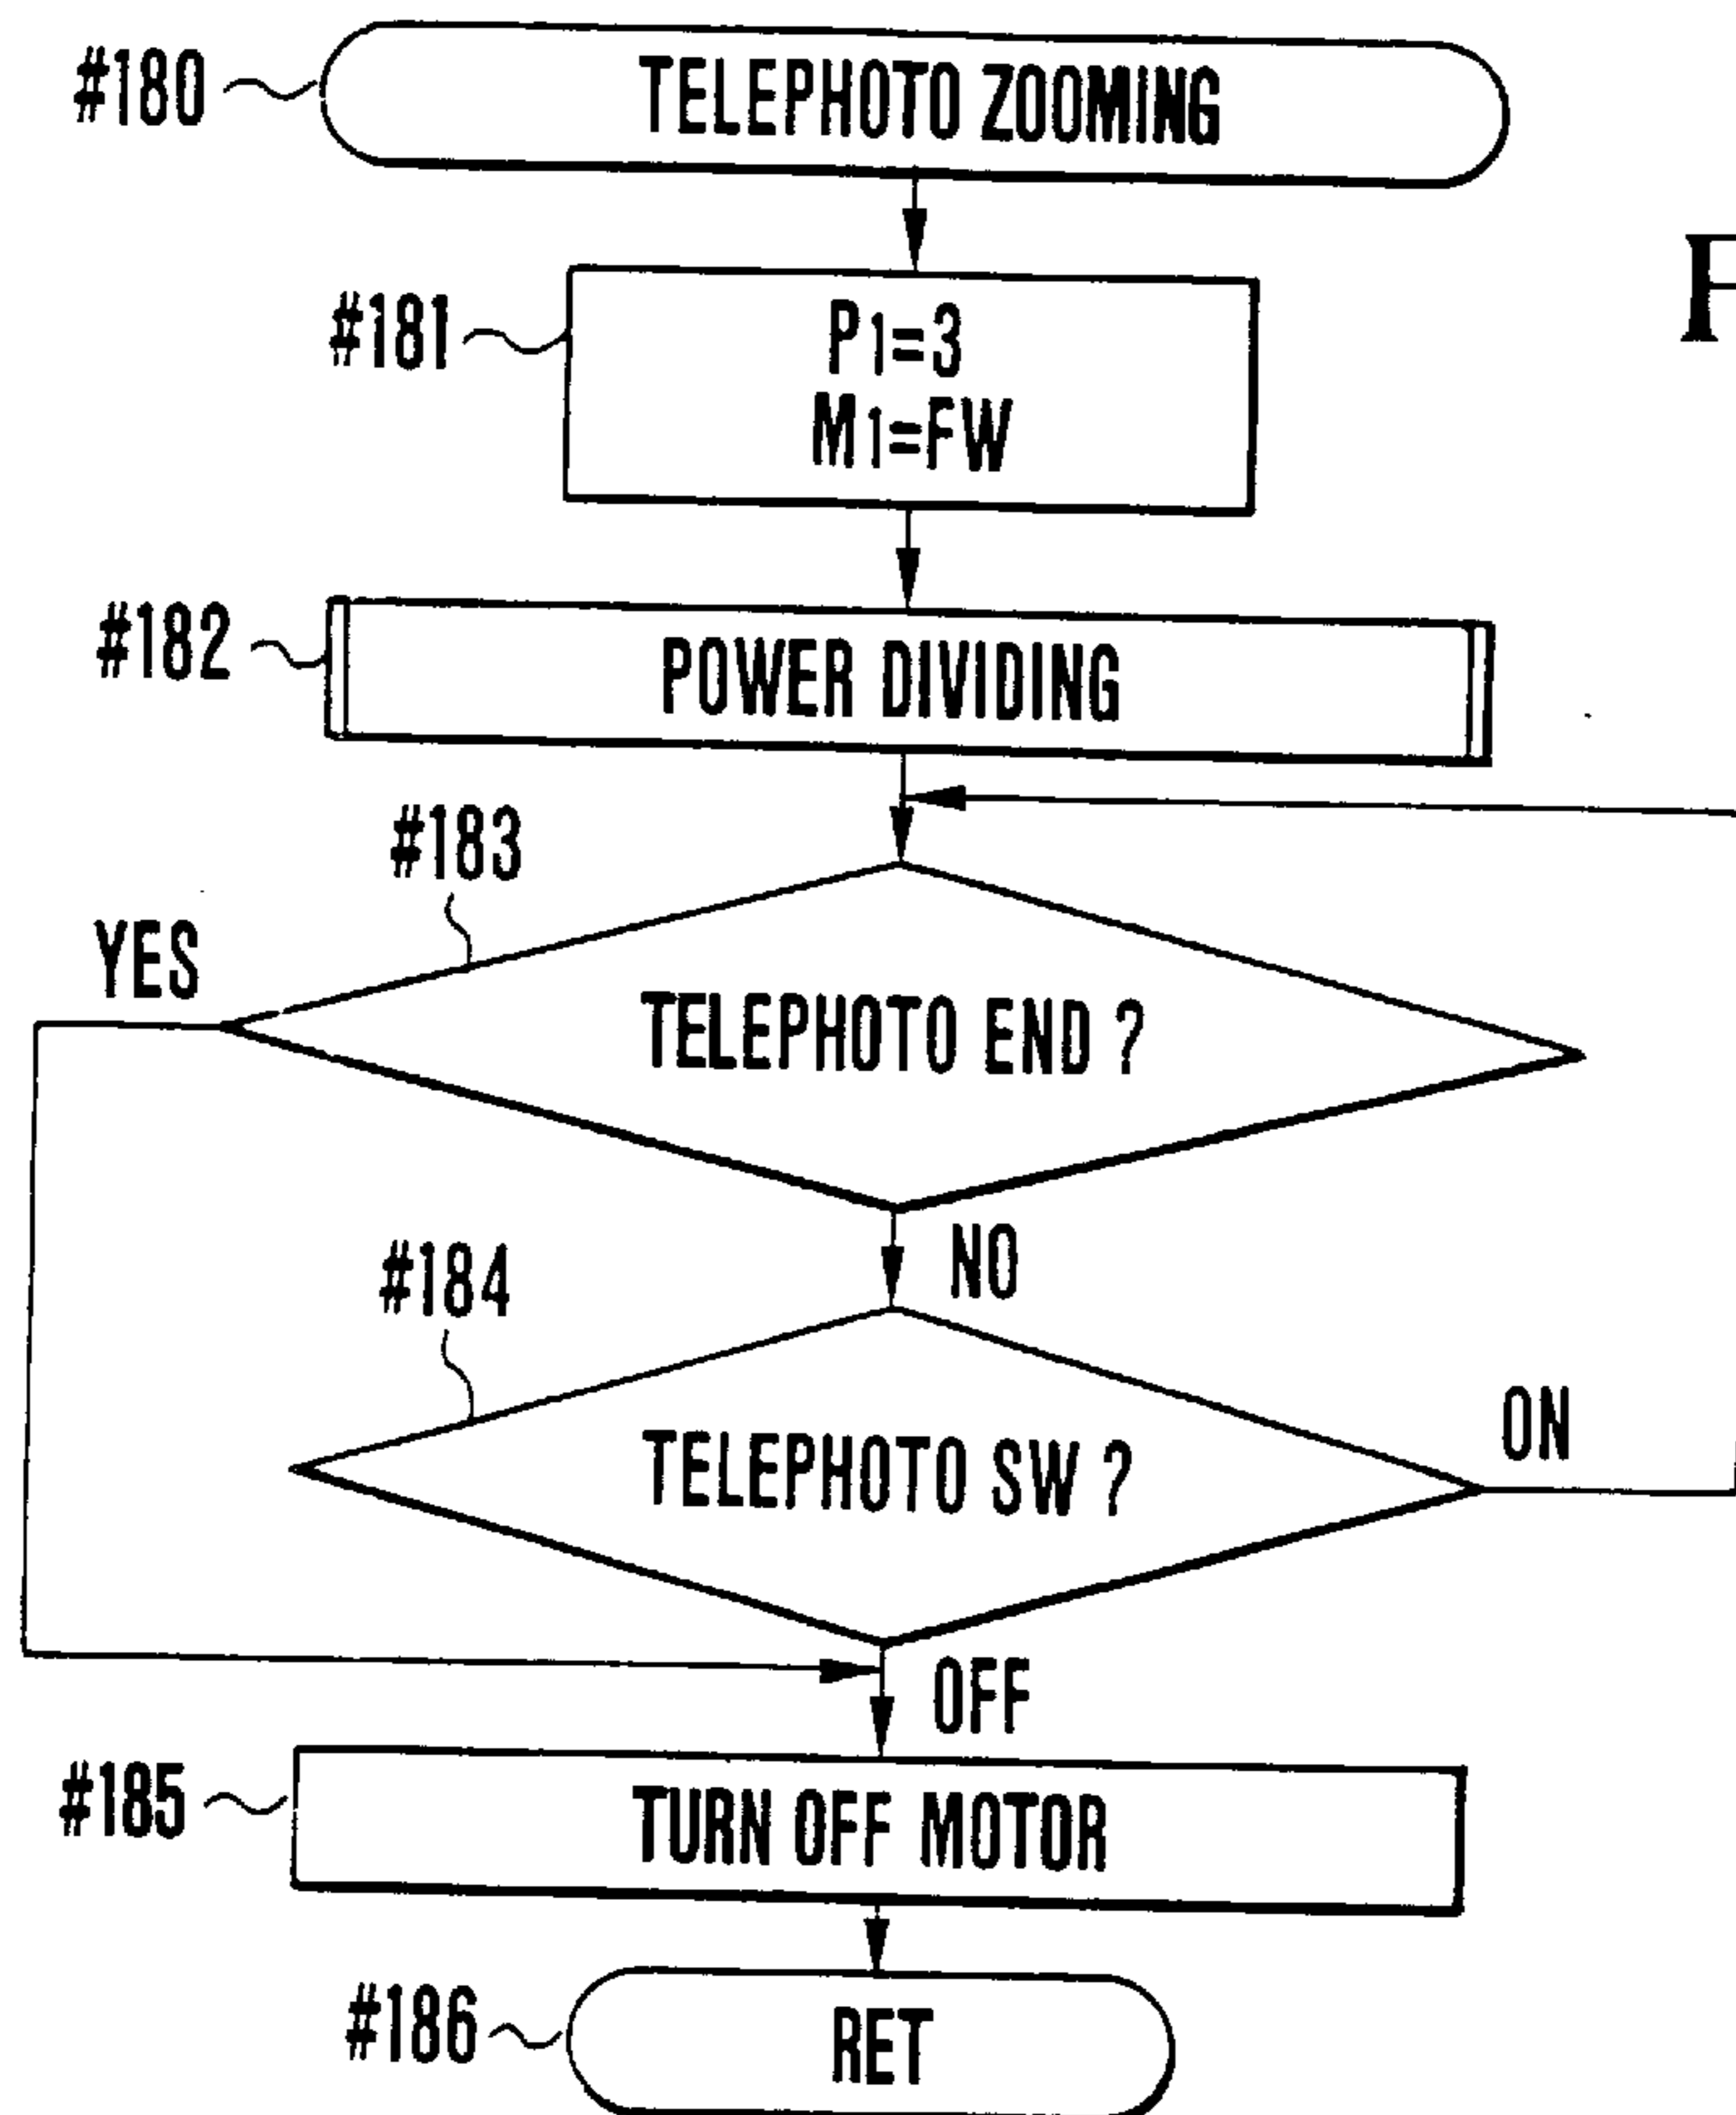 #180
TELEPHOTO ZOOMING
F
#181
P1=3
M1=FW
#182
POWER DIVIDING
#183
YES
TELEPHOTO END ?
NO
#184
TELEPHOTO SW ?
ON
OFF
#185
TURN OFF MOTOR
#186
RET